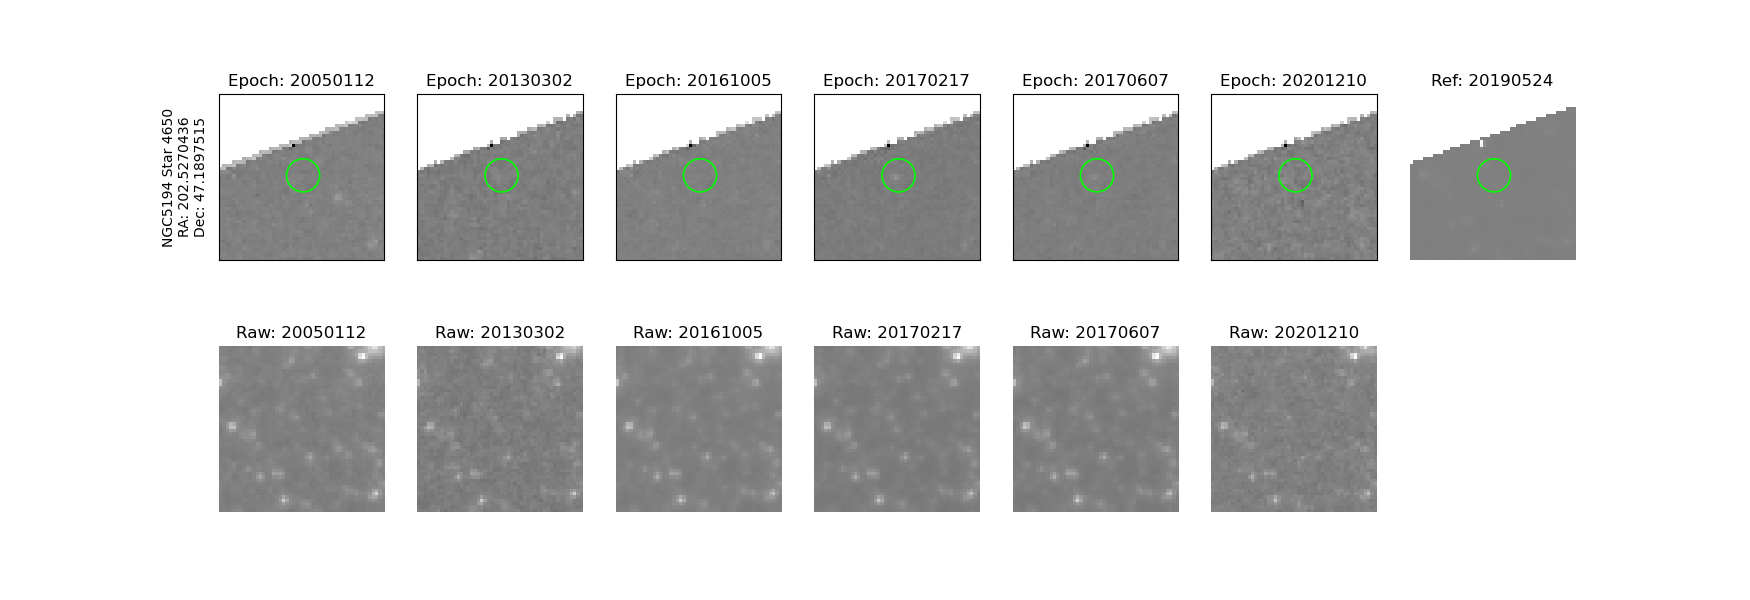 Epoch: 20050112
Epoch: 20130302
Epoch: 20161005
Epoch: 20170217
Epoch: 20170607
Epoch: 20201210
Ref: 20190524
NGC5194 Star 4650
RA: 202.5270436
Dec: 47.1897515
Raw: 20050112
Raw: 20130302
Raw: 20161005
Raw: 20170217
Raw: 20170607
Raw: 20201210